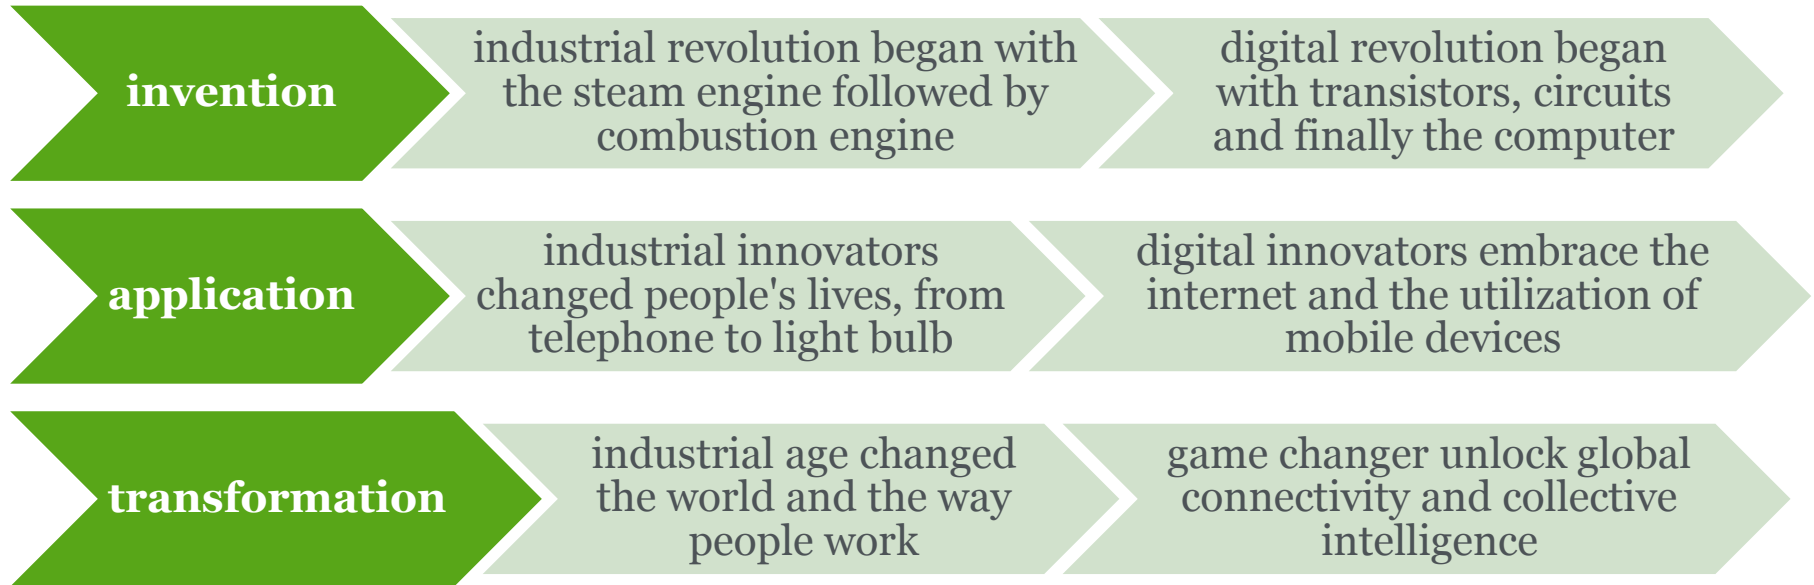 invention
industrial revolution began with
the steam engine followed by
combustion engine
digital revolution began
with transistors, circuits
and finally the computer
application
industrial innovators
changed people's lives, from
telephone to light bulb
digital innovators embrace the
internet and the utilization of
mobile devices
transformation
industrial age changed
the world and the way
people work
game changer unlock global
connectivity and collective
intelligence